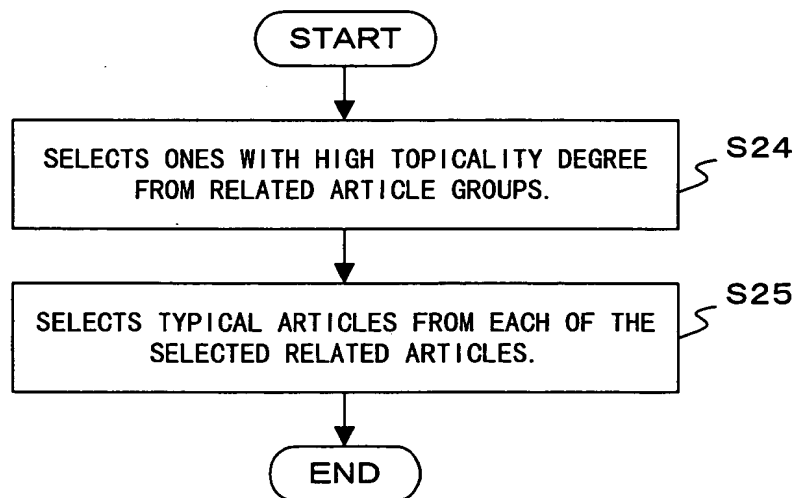 START
SELECTS ONES WITH HIGH TOPICALITY DEGREE
FROM RELATED ARTICLE GROUPS.
S24
SELECTS TYPICAL ARTICLES FROM EACH OF THE
SELECTED RELATED ARTICLES.
S25
END